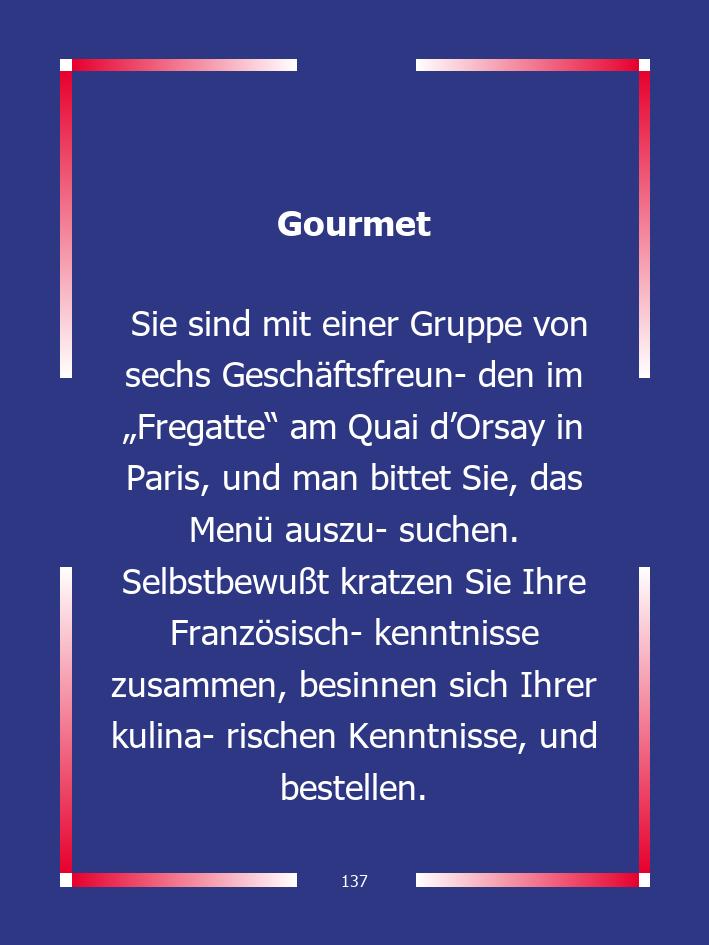 Gourmet
Sie sind mit einer Gruppe von
sechs Geschäftsfreun- den im
„Fregatte“ am Quai d’Orsay in
Paris, und man bittet Sie, das
Menü auszu- suchen.
Selbstbewußt kratzen Sie Ihre
Französisch- kenntnisse
zusammen, besinnen sich Ihrer
kulina- rischen Kenntnisse, und
bestellen.
137